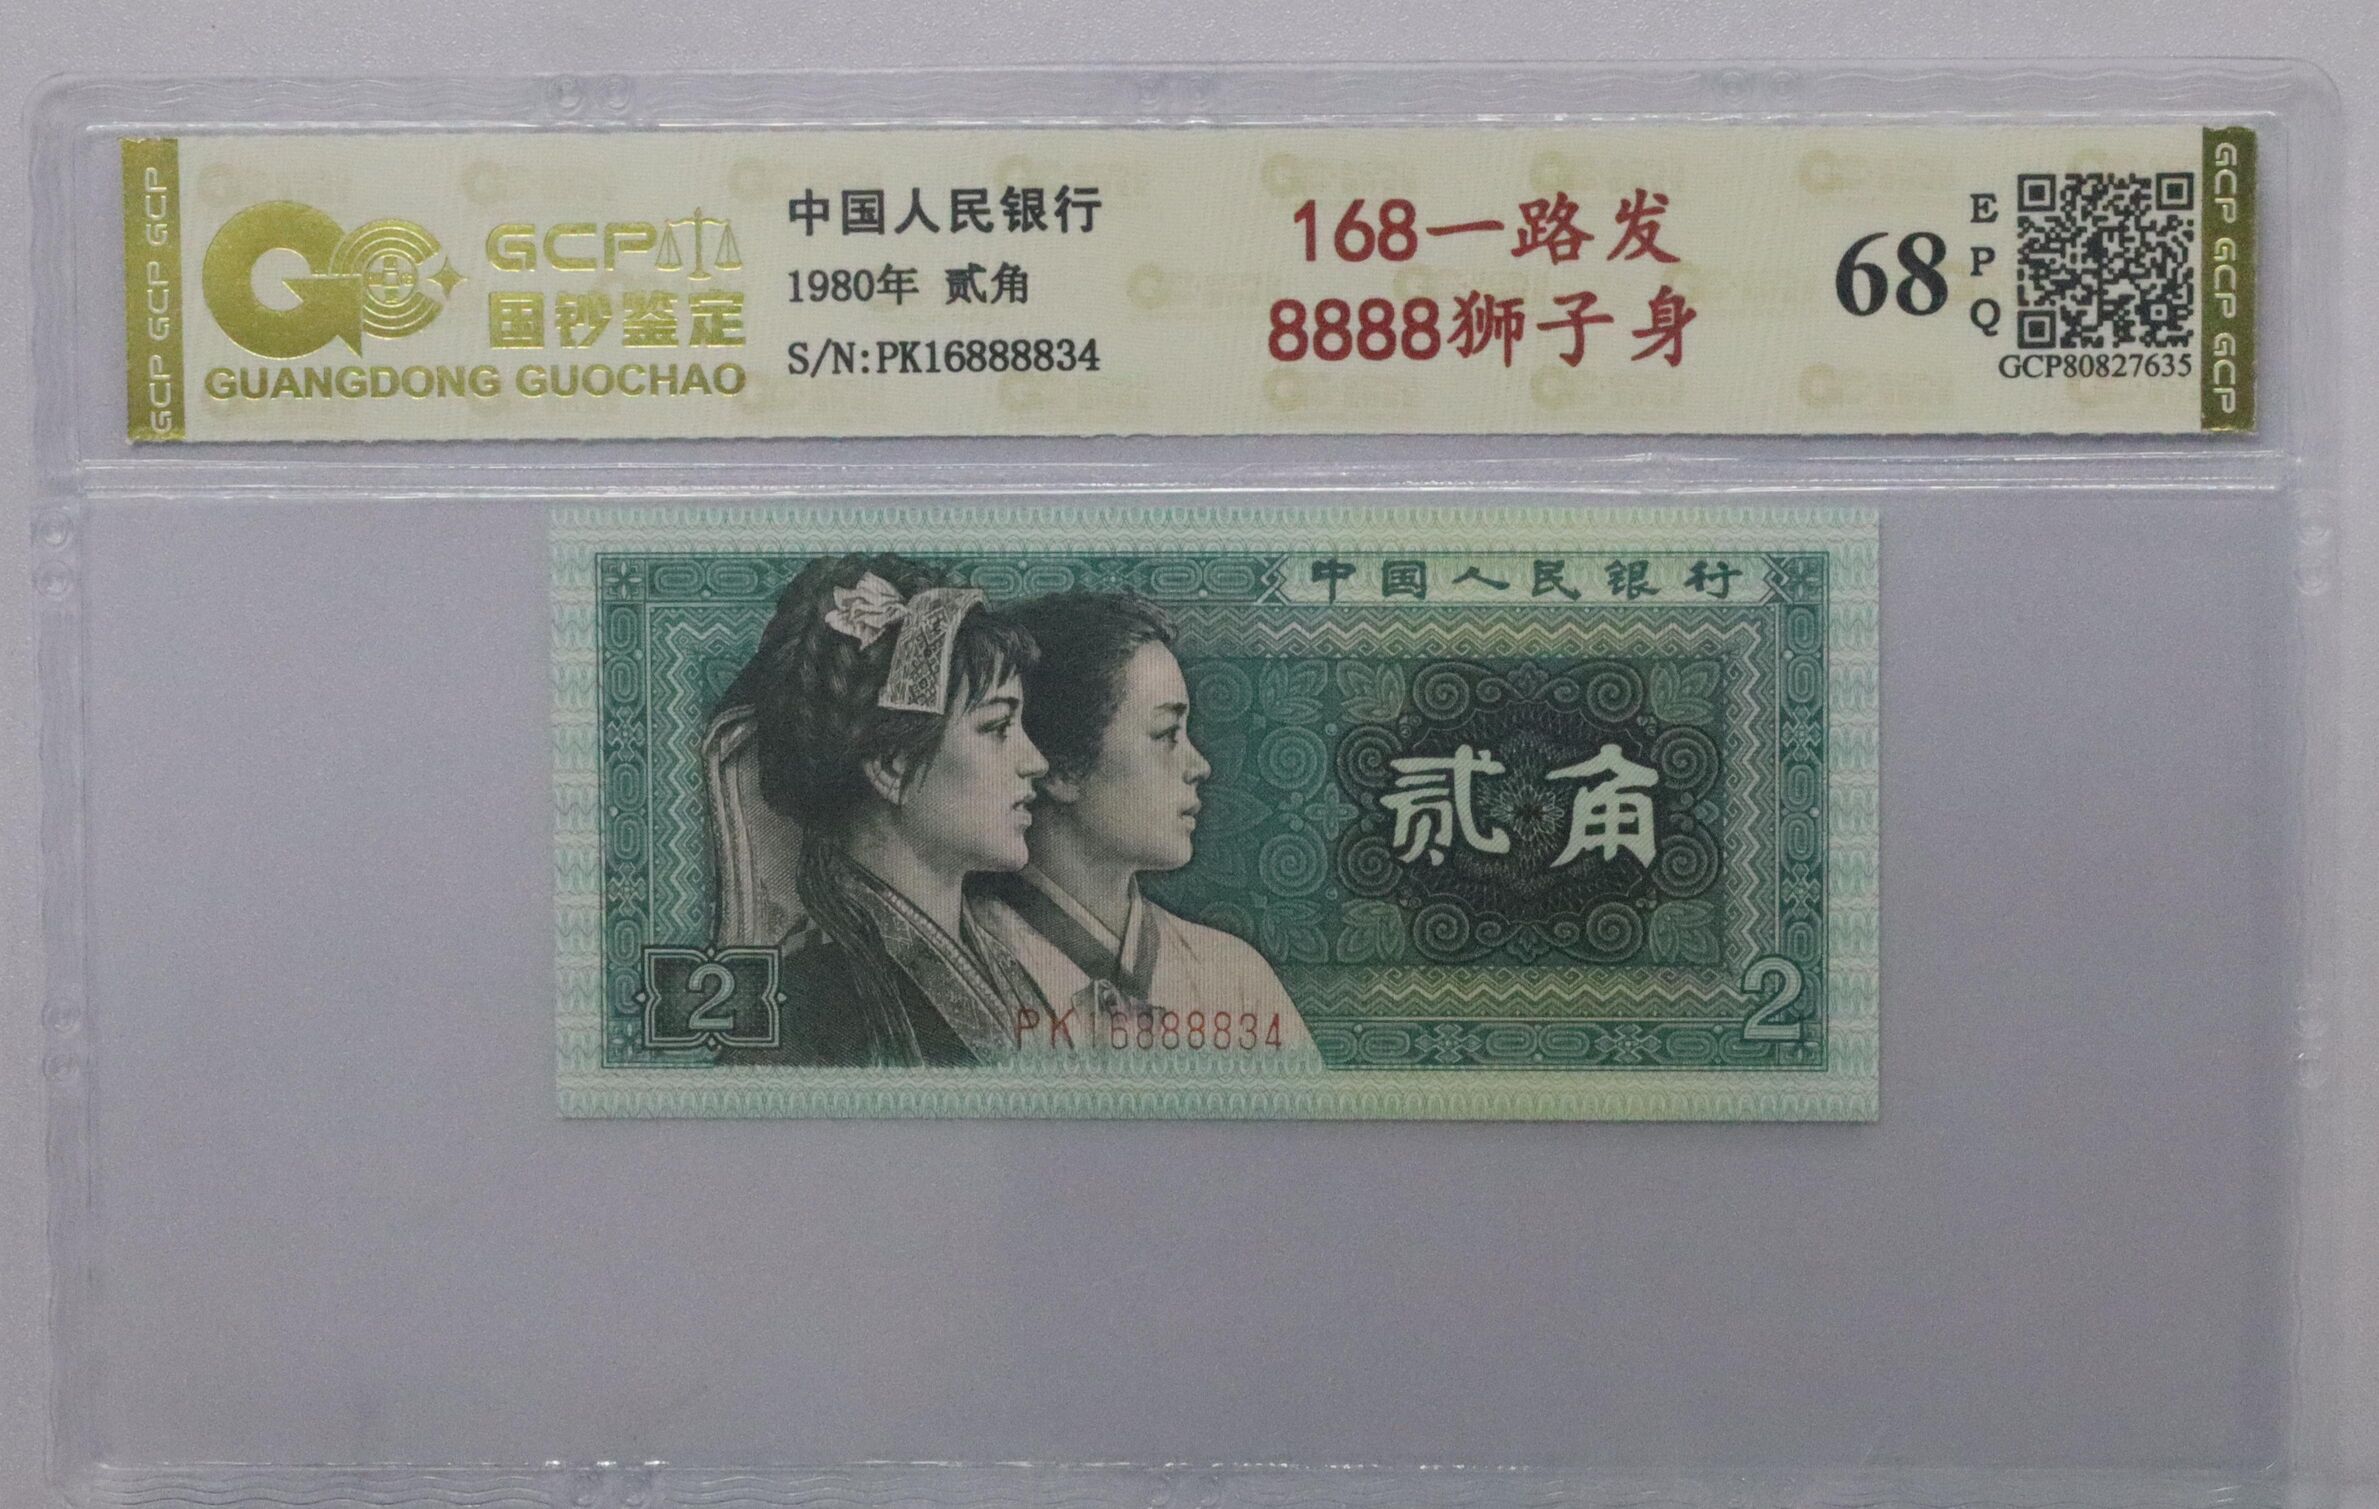 GCP GCP GCP
GCP
国钞鉴定
GUANGDONG GUOCHAO
中国人民银行
1980年 贰角
S/N:PK16888834
168一路发
8888狮子身
68
EPQ
GCP80827635
GCP GCP GCP
中国人民银行
贰角
2
PK16888834
2